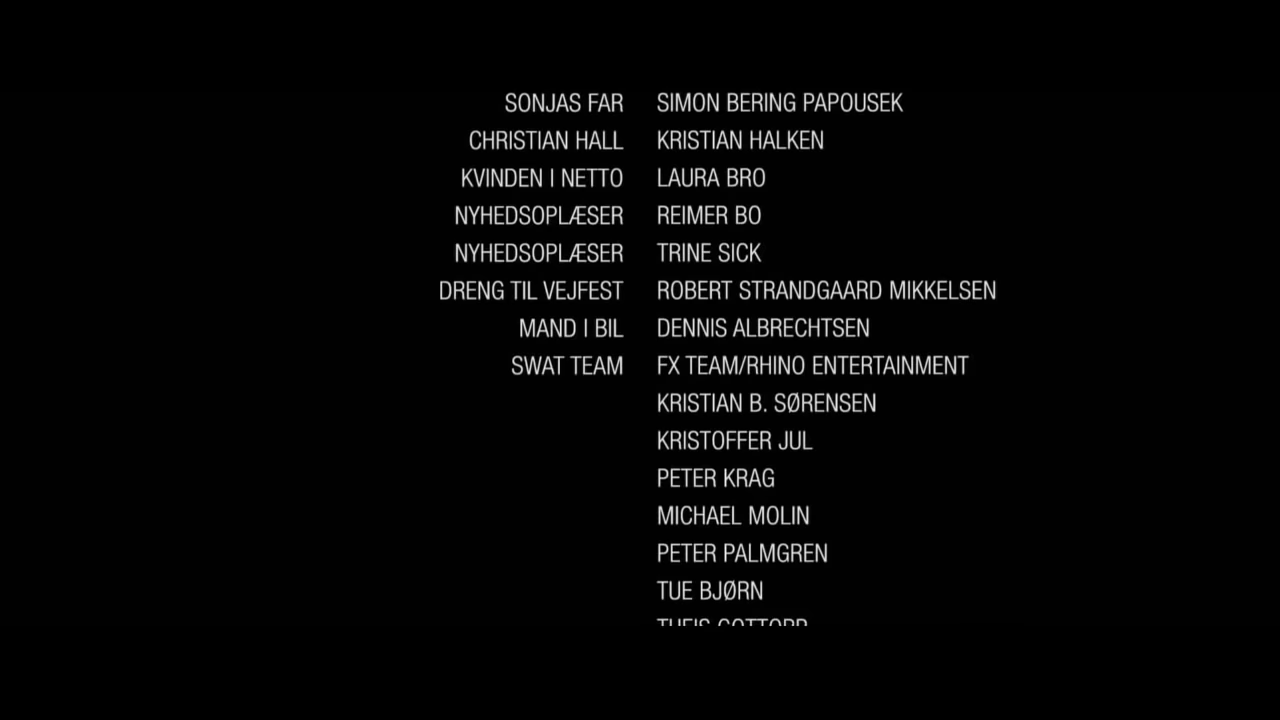 SONJAS FAR SIMON BERING PAPOUSEK
CHRISTIAN HALL KRISTIAN HALKEN
KVINDEN I NETTO LAURA BRO
NYHEDSOPLÆSER REIMER BO
NYHEDSOPLÆSER TRINE SICK
DRENG TIL VEJFEST ROBERT STRANDGAARD MIKKELSEN
MAND I BIL DENNIS ALBRECHTSEN
SWAT TEAM FX TEAM/RHINO ENTERTAINMENT
KRISTIAN B. SØRENSEN
KRISTOFFER JUL
PETER KRAG
MICHAEL MOLIN
PETER PALMGREN
TUE BJØRN